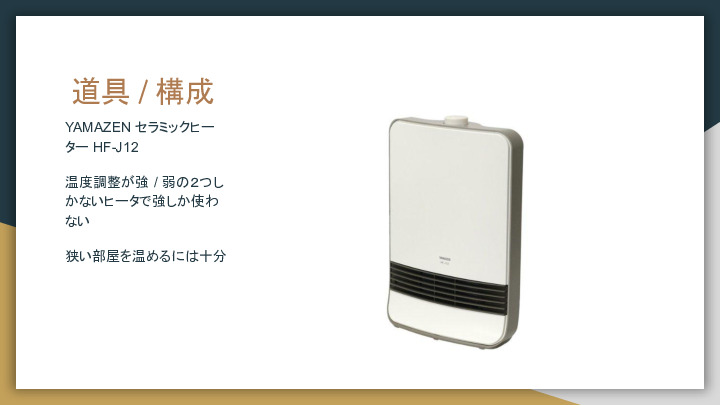 道具 / 構成
YAMAZEN セラミックヒー
ター HF-J12
温度調整が強 / 弱の２つし
かないヒータで強しか使わ
ない
狭い部屋を温めるには十分